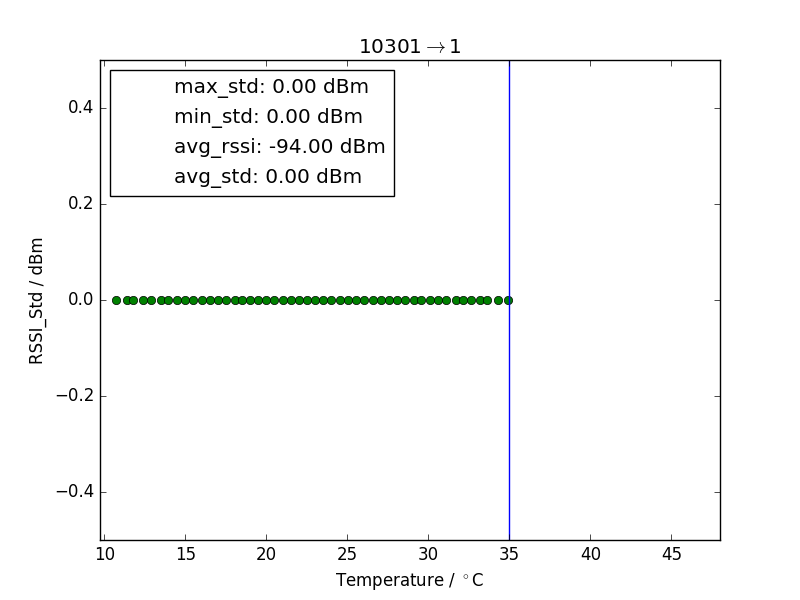 10301→1
max_std: 0.00 dBm
min_std: 0.00 dBm
avg_rssi: -94.00 dBm
avg_std: 0.00 dBm
RSSI_Std / dBm
0.4
0.2
0.0
−0.2
−0.4
10 15 20 25 30 35 40 45
Temperature / °C